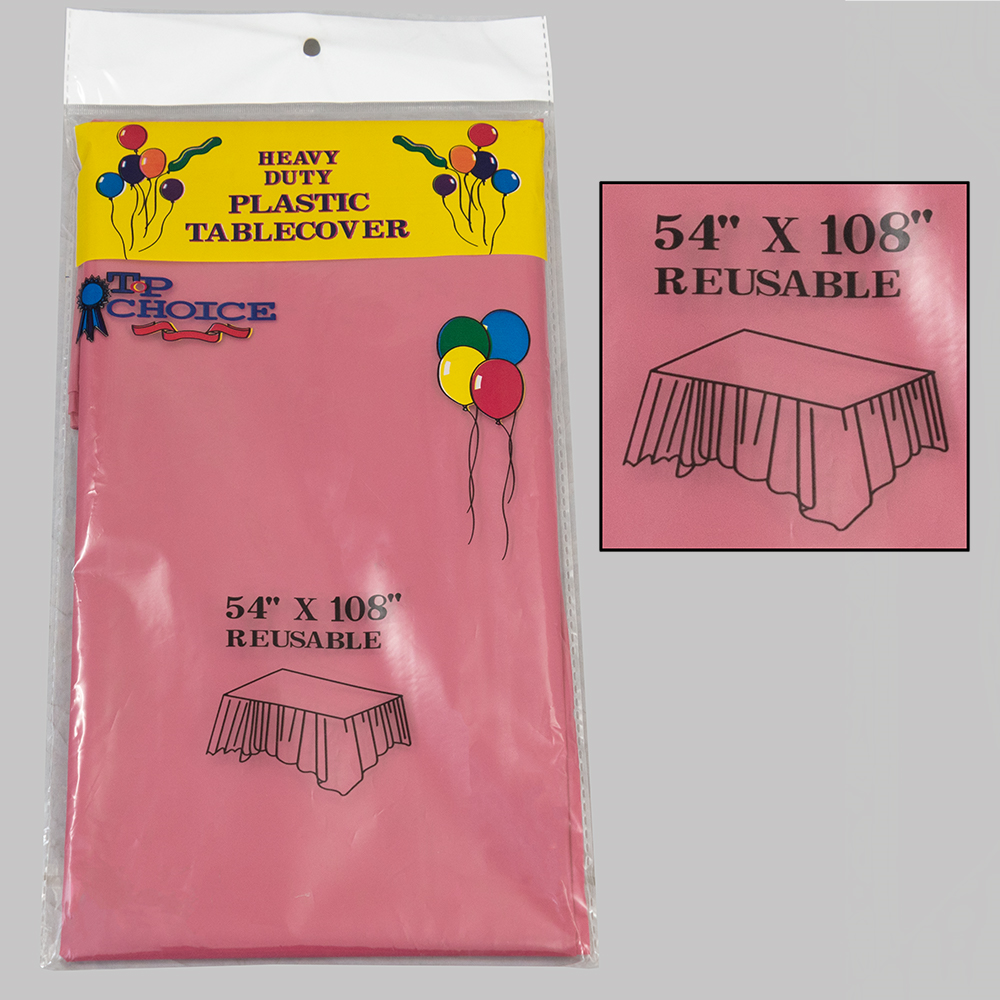 HEAVY
DUTY
PLASTIC
TABLECOVER
TOP
CHOICE
54" X 108"
REUSABLE
54" X 108"
REUSABLE